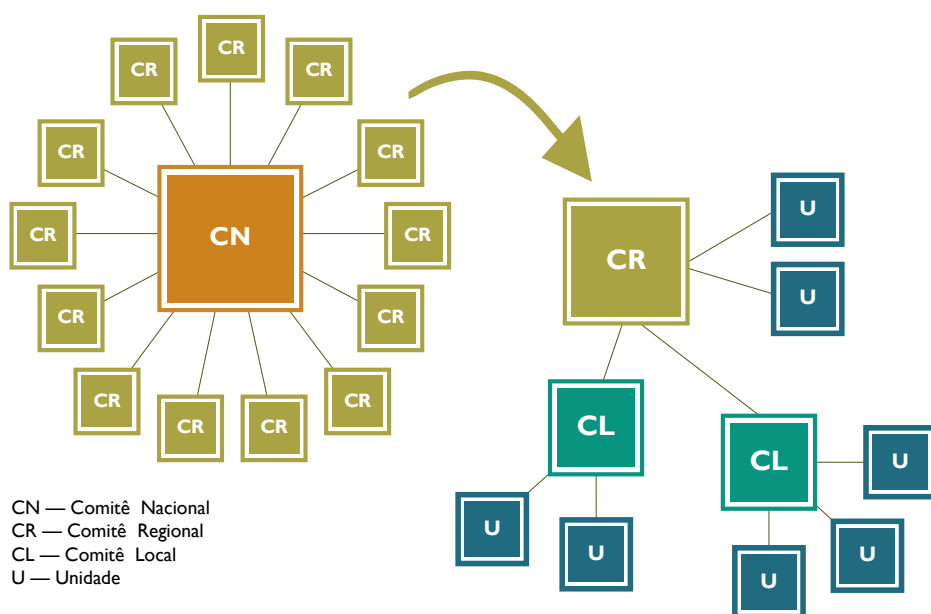 CR
CR
CR
CR
CR
CR
CN
CR
CR
CR
CR
CR
CR
CR
CR
U
U
CR
CL
CL
U
U
U
U
U
CN — Comitê Nacional
CR — Comitê Regional
CL — Comitê Local
U — Unidade